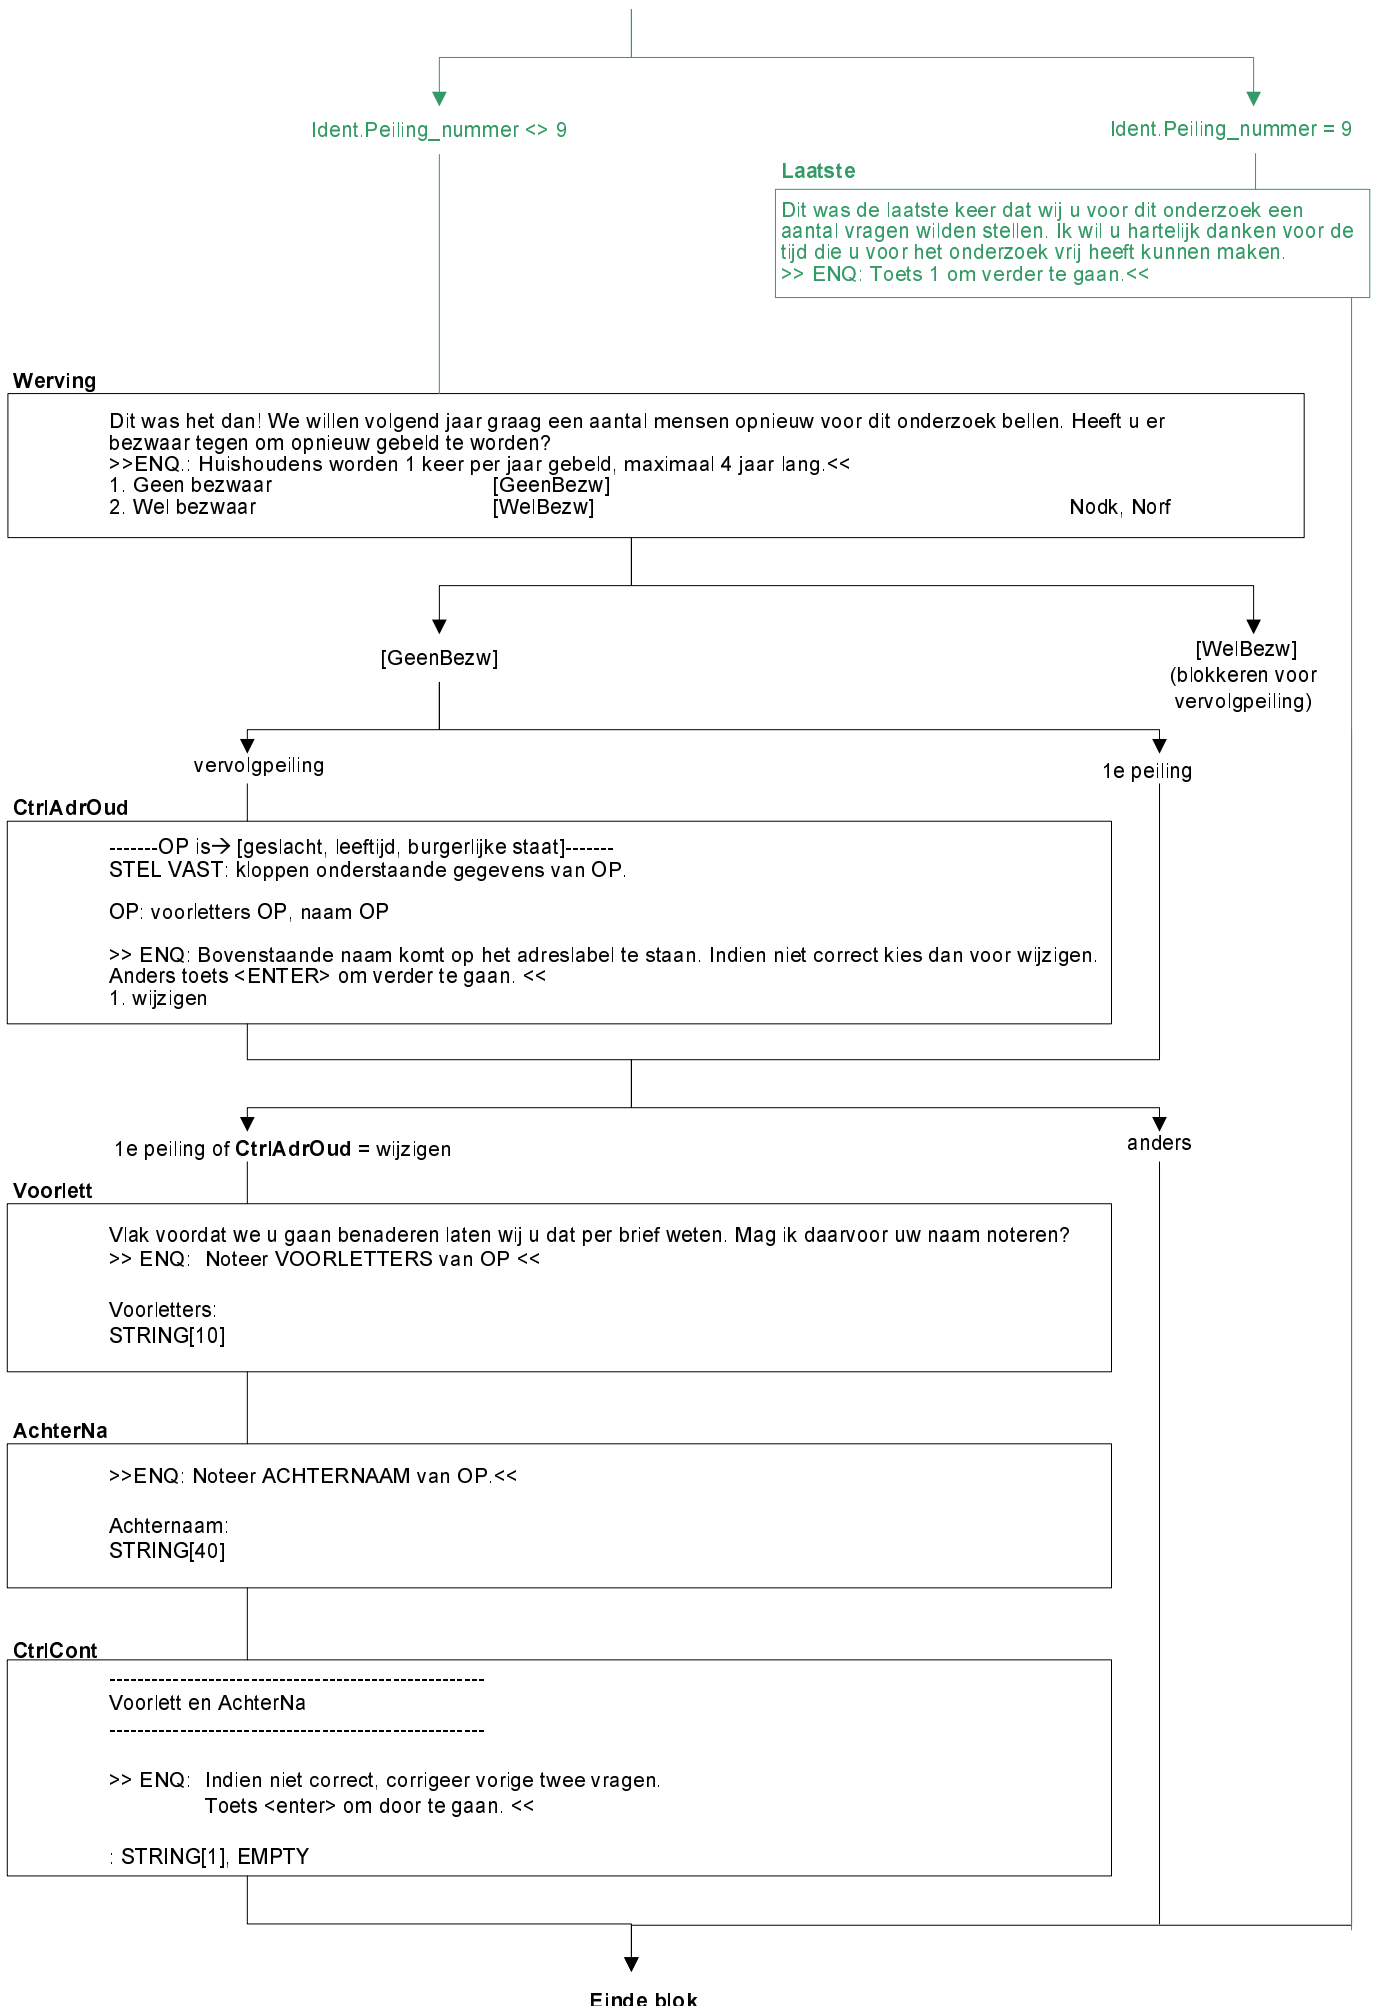 Ident.Peiling_nummer <> 9
Ident.Peiling_nummer = 9
Laatste
Dit was de laatste keer dat wij u voor dit onderzoek een
aantal vragen wilden stellen. Ik wil u hartelijk danken voor de
tijd die u voor het onderzoek vrij heeft kunnen maken.
>> ENQ: Toets 1 om verder te gaan.<<
Werving
Dit was het dan! We willen volgend jaar graag een aantal mensen opnieuw voor dit onderzoek bellen. Heeft u er
bezwaar tegen om opnieuw gebeld te worden?
>>ENQ.: Huishoudens worden 1 keer per jaar gebeld, maximaal 4 jaar lang.<<
1. Geen bezwaar [GeenBezw]
2. Wel bezwaar [WelBezw] Nodk, Norf
[GeenBezw]
[WelBezw]
(blokkeren voor
vervolgpeiling)
vervolgpeiling
1e peiling
CtrlAdrOud
-------OP is→ [geslacht, leeftijd, burgerlijke staat]-------
STEL VAST: kloppen onderstaande gegevens van OP.
OP: voorletters OP, naam OP
>> ENQ: Bovenstaande naam komt op het adreslabel te staan. Indien niet correct kies dan voor wijzigen.
Anders toets <ENTER> om verder te gaan. <<
1. wijzigen
1e peiling of CtrlAdrOud = wijzigen
anders
Voorlett
Vlak voordat we u gaan benaderen laten wij u dat per brief weten. Mag ik daarvoor uw naam noteren?
>> ENQ: Noteer VOORLETTERS van OP <<
Voorletters:
STRING[10]
AchterNa
>>ENQ: Noteer ACHTERNAAM van OP.<<
Achternaam:
STRING[40]
CtrlCont
-----------------------------------------------------
Voorlett en AchterNa
-----------------------------------------------------
>> ENQ: Indien niet correct, corrigeer vorige twee vragen.
Toets <enter> om door te gaan. <<
: STRING[1], EMPTY
Einde blok